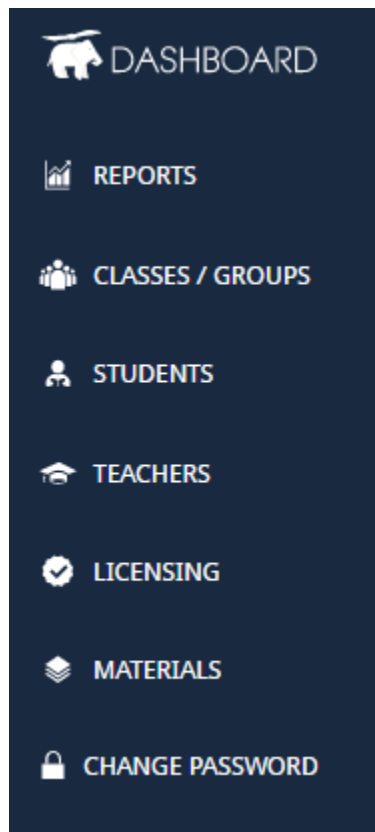 DASHBOARD
REPORTS
CLASSES / GROUPS
STUDENTS
TEACHERS
LICENSING
MATERIALS
CHANGE PASSWORD